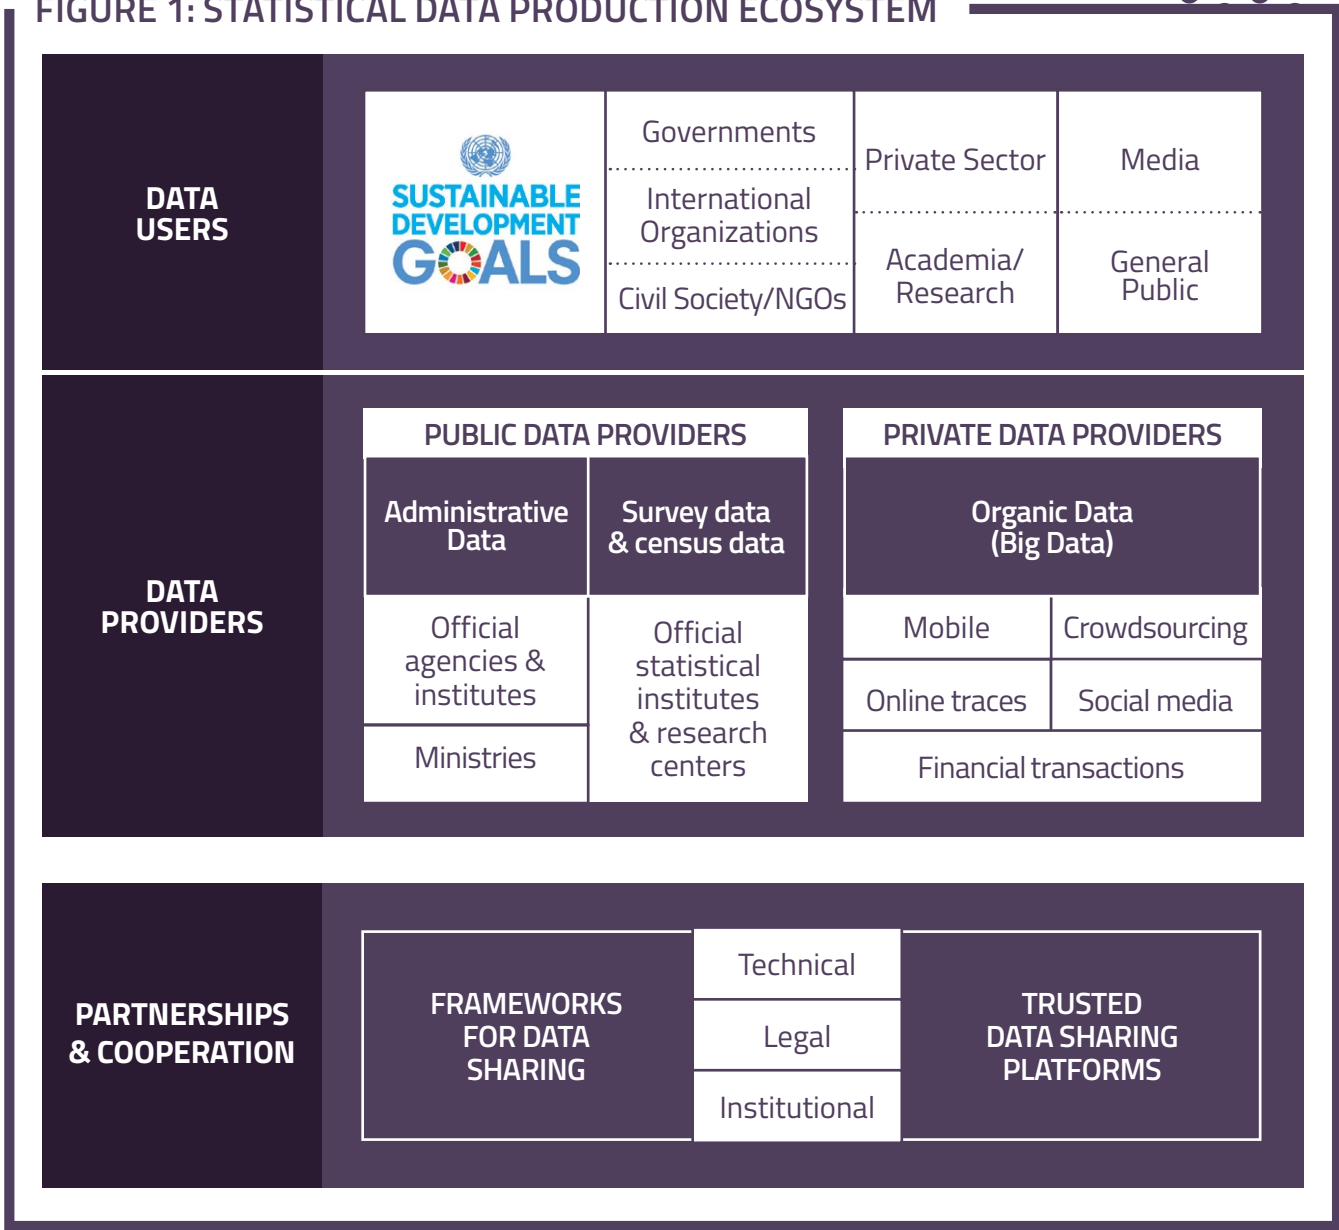 FIGURE 1: STATISTICAL DATA PRODUCTION ECOSYSTEM
DATA
USERS
SUSTAINABLE
DEVELOPMENT
GOALS
Governments
International
Organizations
Civil Society/NGOs
Private Sector
Academia/
Research
Media
General
Public
DATA
PROVIDERS
PUBLIC DATA PROVIDERS
Administrative
Data
Survey data
& census data
Official
agencies &
institutes
Ministries
Official
statistical
institutes
& research
centers
PRIVATE DATA PROVIDERS
Organic Data
(Big Data)
Mobile
Crowdsourcing
Online traces
Social media
Financial transactions
PARTNERSHIPS
& COOPERATION
FRAMEWORKS
FOR DATA
SHARING
Technical
Legal
Institutional
TRUSTED
DATA SHARING
PLATFORMS